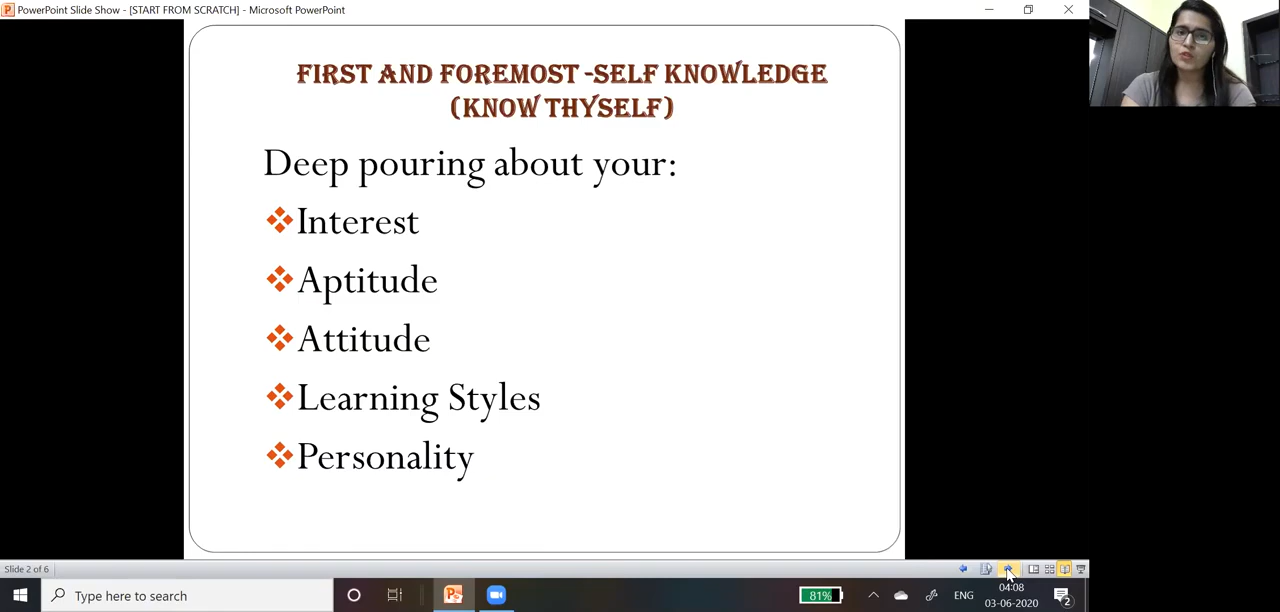 PowerPoint Slide Show - [START FROM SCRATCH] - Microsoft PowerPoint
FIRST AND FOREMOST -SELF KNOWLEDGE
(KNOW THYSELF)
Deep pouring about your:
Interest
Aptitude
Attitude
Learning Styles
Personality
Slide 2 of 6
Type here to search
81%
ENG
04:08
03-06-2020
2